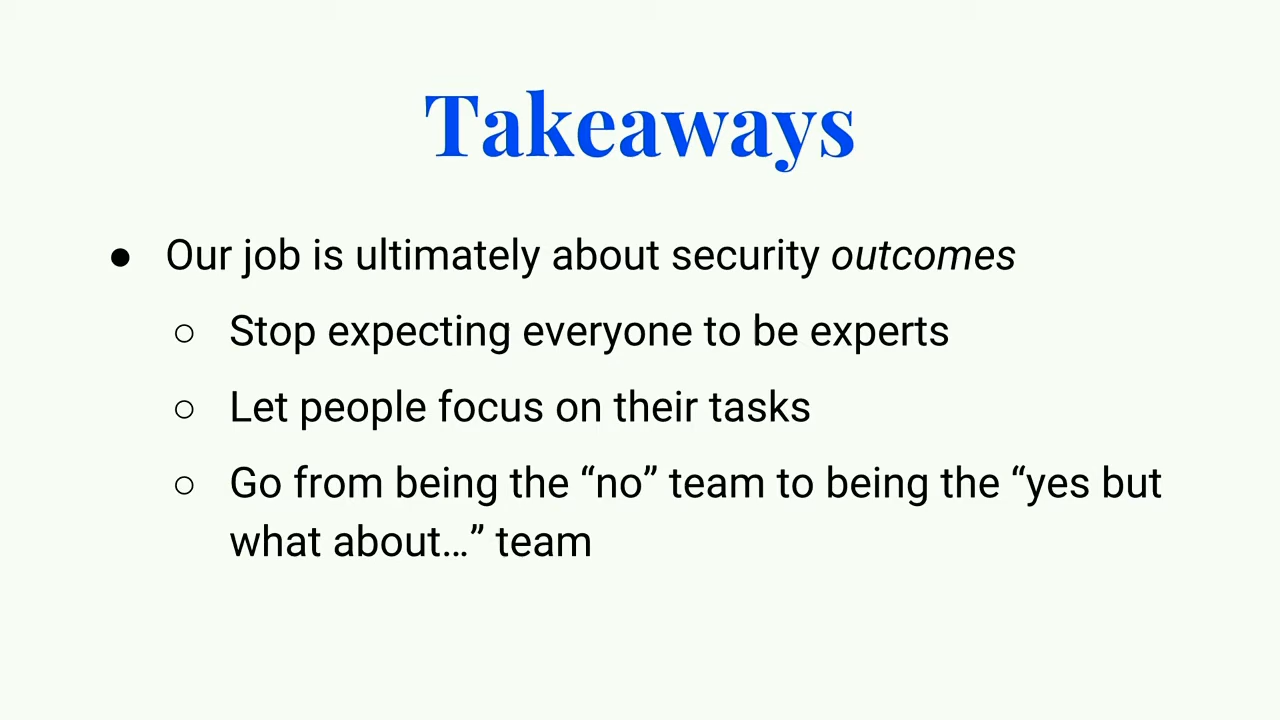 Takeaways
● Our job is ultimately about security outcomes
○ Stop expecting everyone to be experts
○ Let people focus on their tasks
○ Go from being the “no” team to being the “yes but
what about…” team